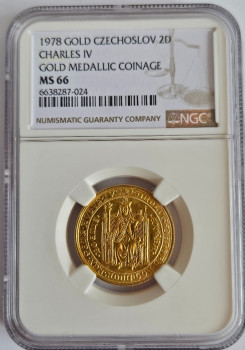 1978 GOLD CZECHOSLOV 2D
CHARLES IV
GOLD MEDALLIC COINAGE
MS 66
6638287-024
NUMISMATIC GUARANTY COMPANY
NGC